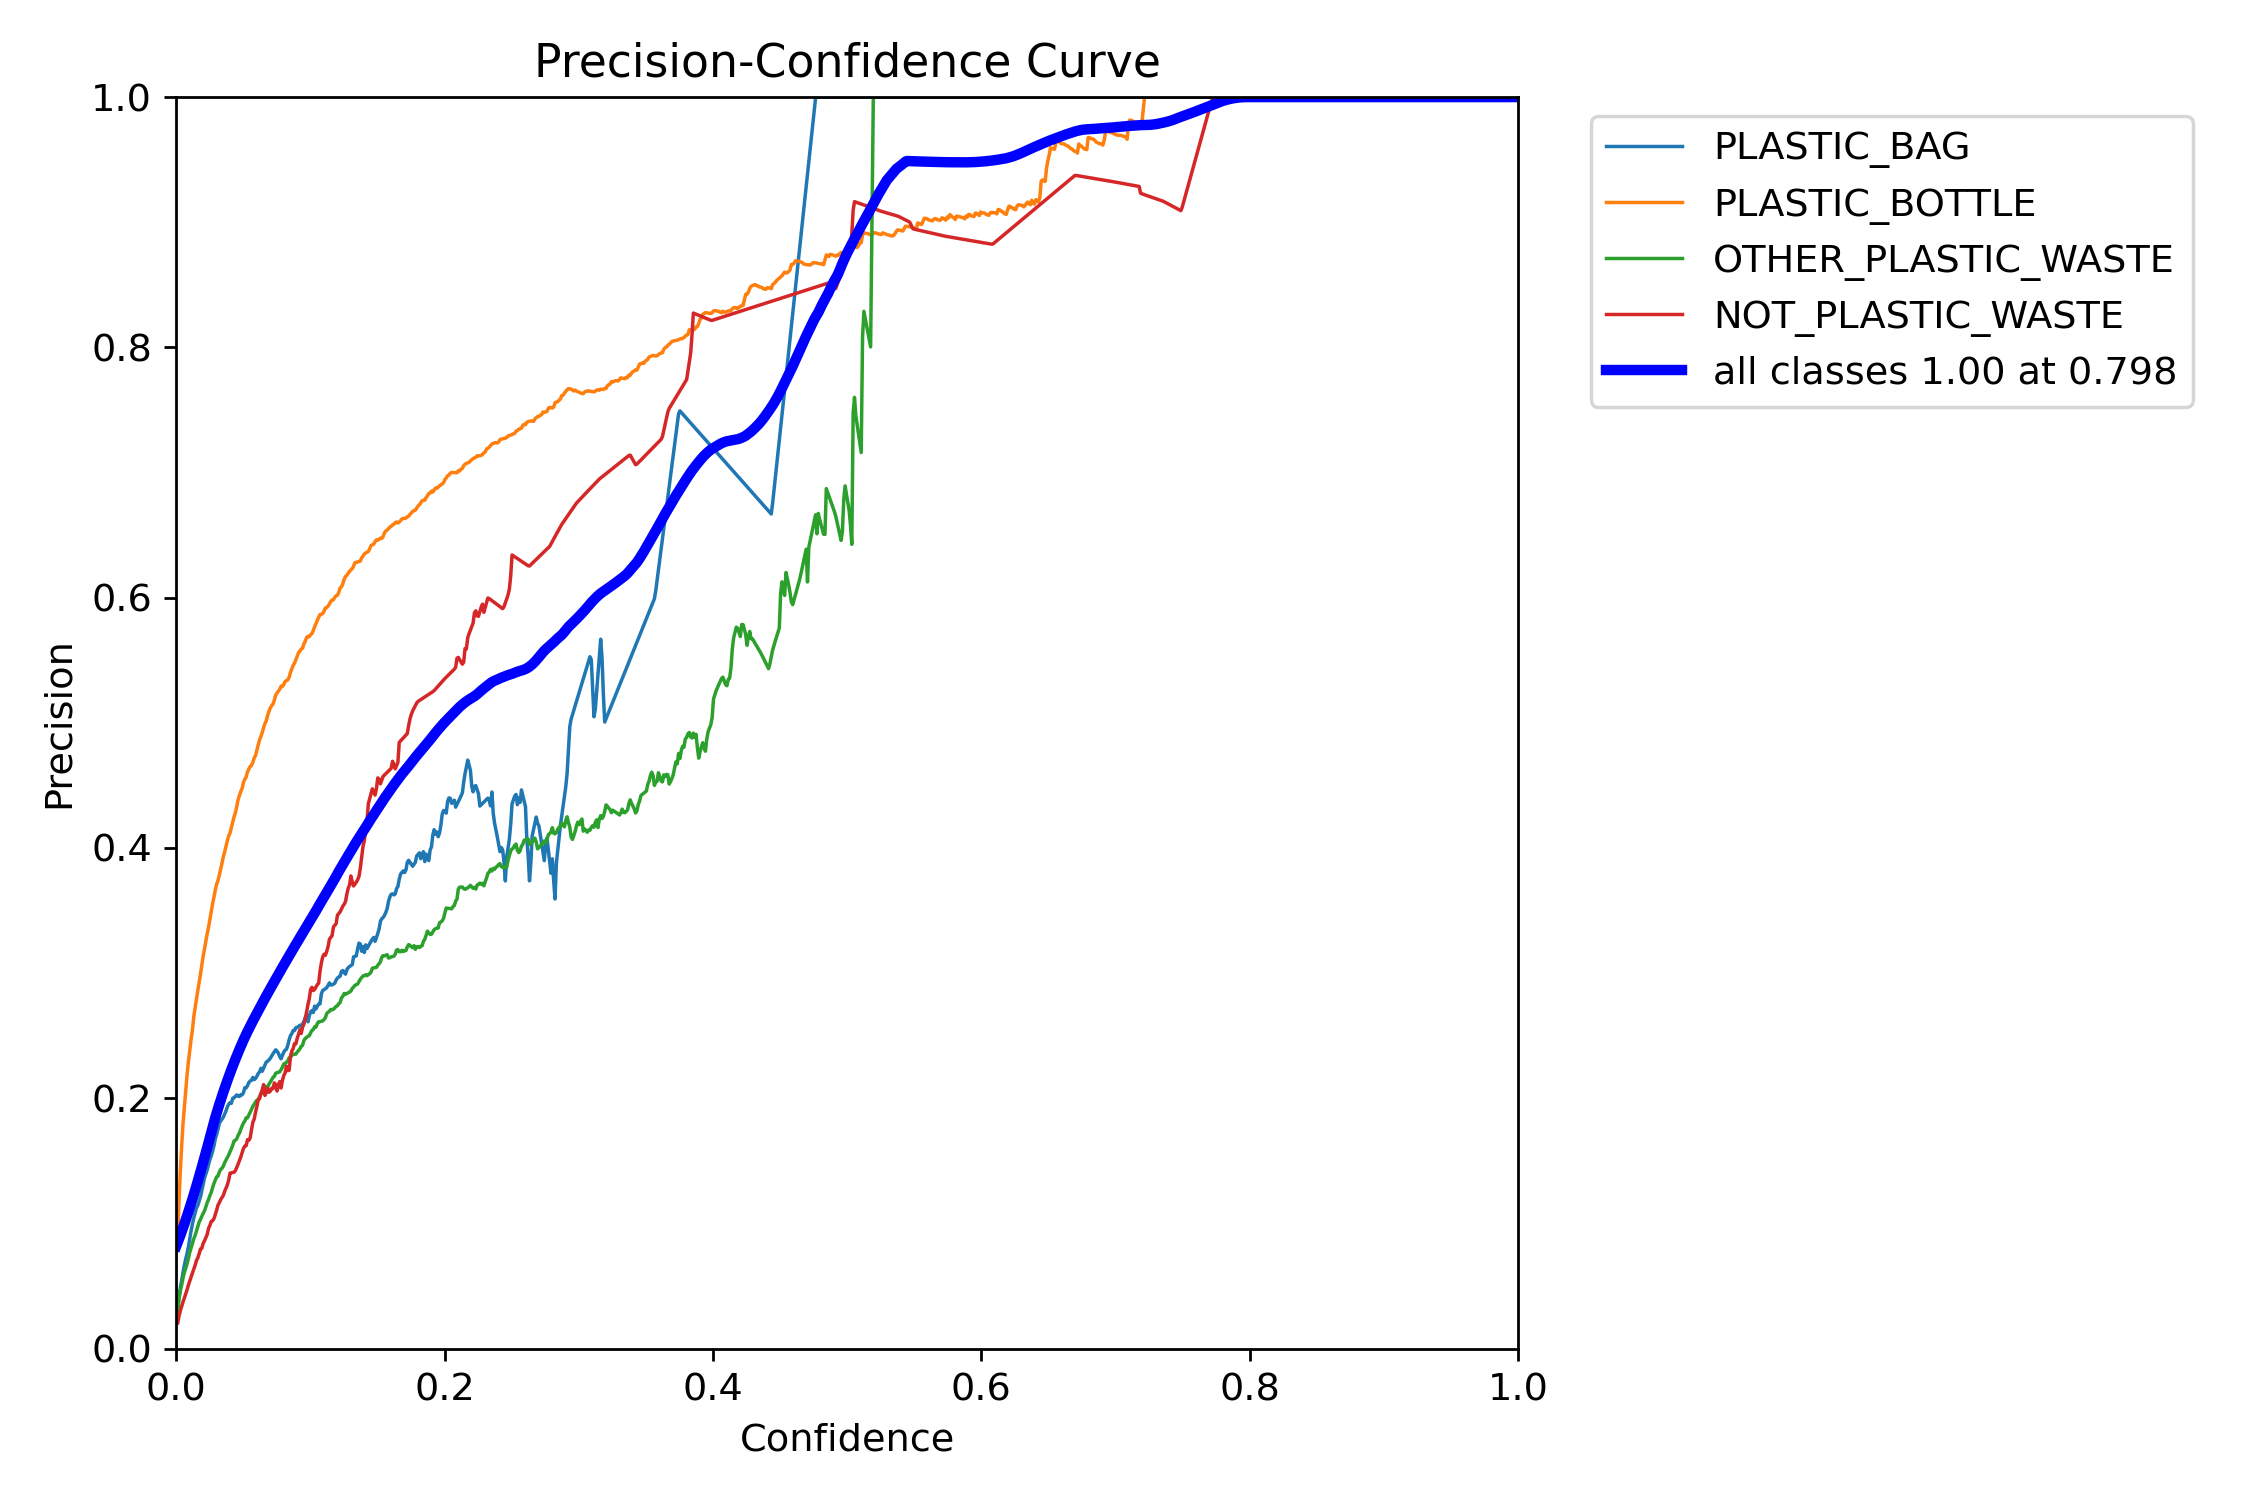 Precision-Confidence Curve
1.0
0.8
0.6
0.4
0.2
0.0
Precision
0.0 0.2 0.4 0.6 0.8 1.0
Confidence
PLASTIC_BAG
PLASTIC_BOTTLE
OTHER_PLASTIC_WASTE
NOT_PLASTIC_WASTE
all classes 1.00 at 0.798